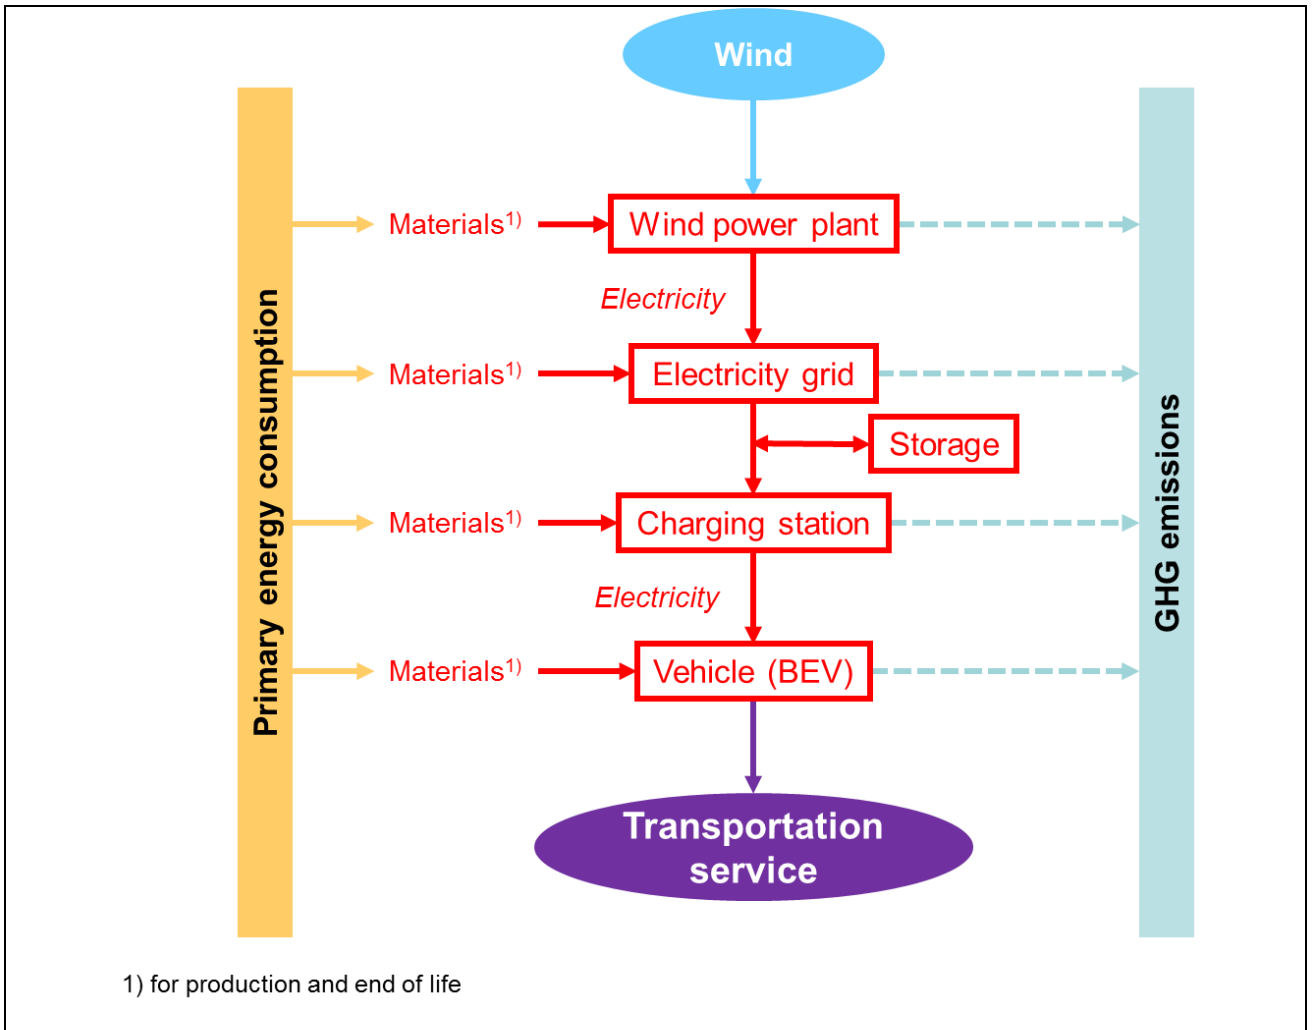 Wind
Primary energy consumption
GHG emissions
Materials1)
Wind power plant
Electricity
Materials1)
Electricity grid
Storage
Materials1)
Charging station
Electricity
Materials1)
Vehicle (BEV)
Transportation
service
1) for production and end of life